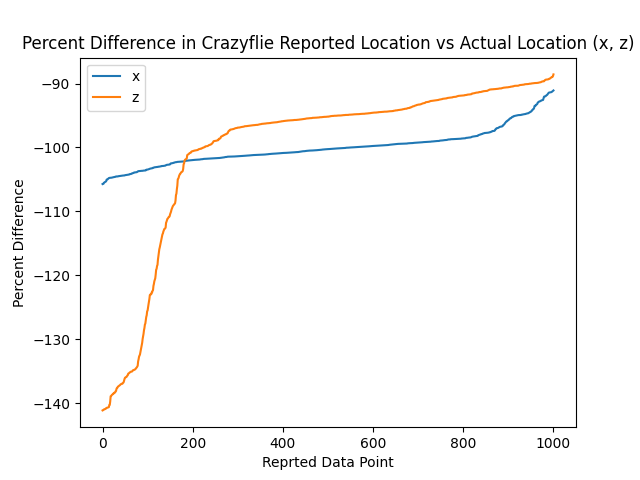 Percent Difference in Crazyflie Reported Location vs Actual Location (x, z)
x
z
−90
−100
−110
−120
−130
−140
Percent Difference
0 200 400 600 800 1000
Reprted Data Point